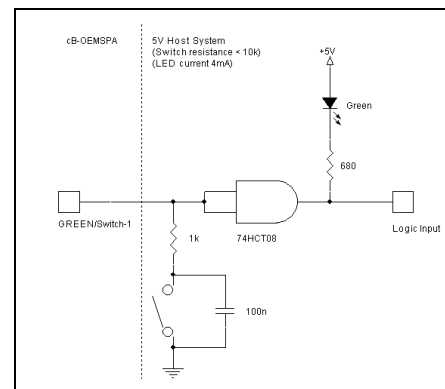 cB-OEMSPA
5V Host System
(Switch resistance < 10k)
(LED current 4mA)
+5V
Green
680
GREEN/Switch-1
1k
74HCT08
Logic Input
100n